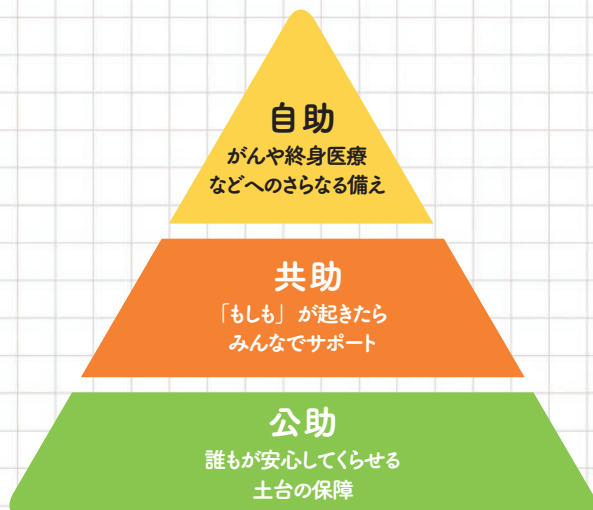 自助
がんや終身医療
などへのさらなる備え
共助
「もしも」が起きたら
みんなでサポート
公助
誰もが安心してくらせる
土台の保障